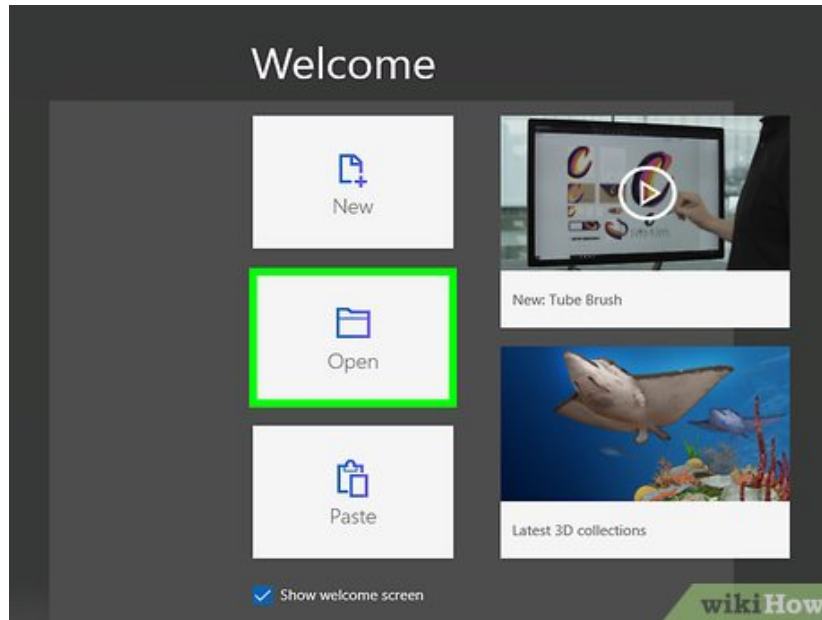 Welcome
New
Open
Paste
Show welcome screen
New: Tube Brush
Latest 3D collections
wikiHow